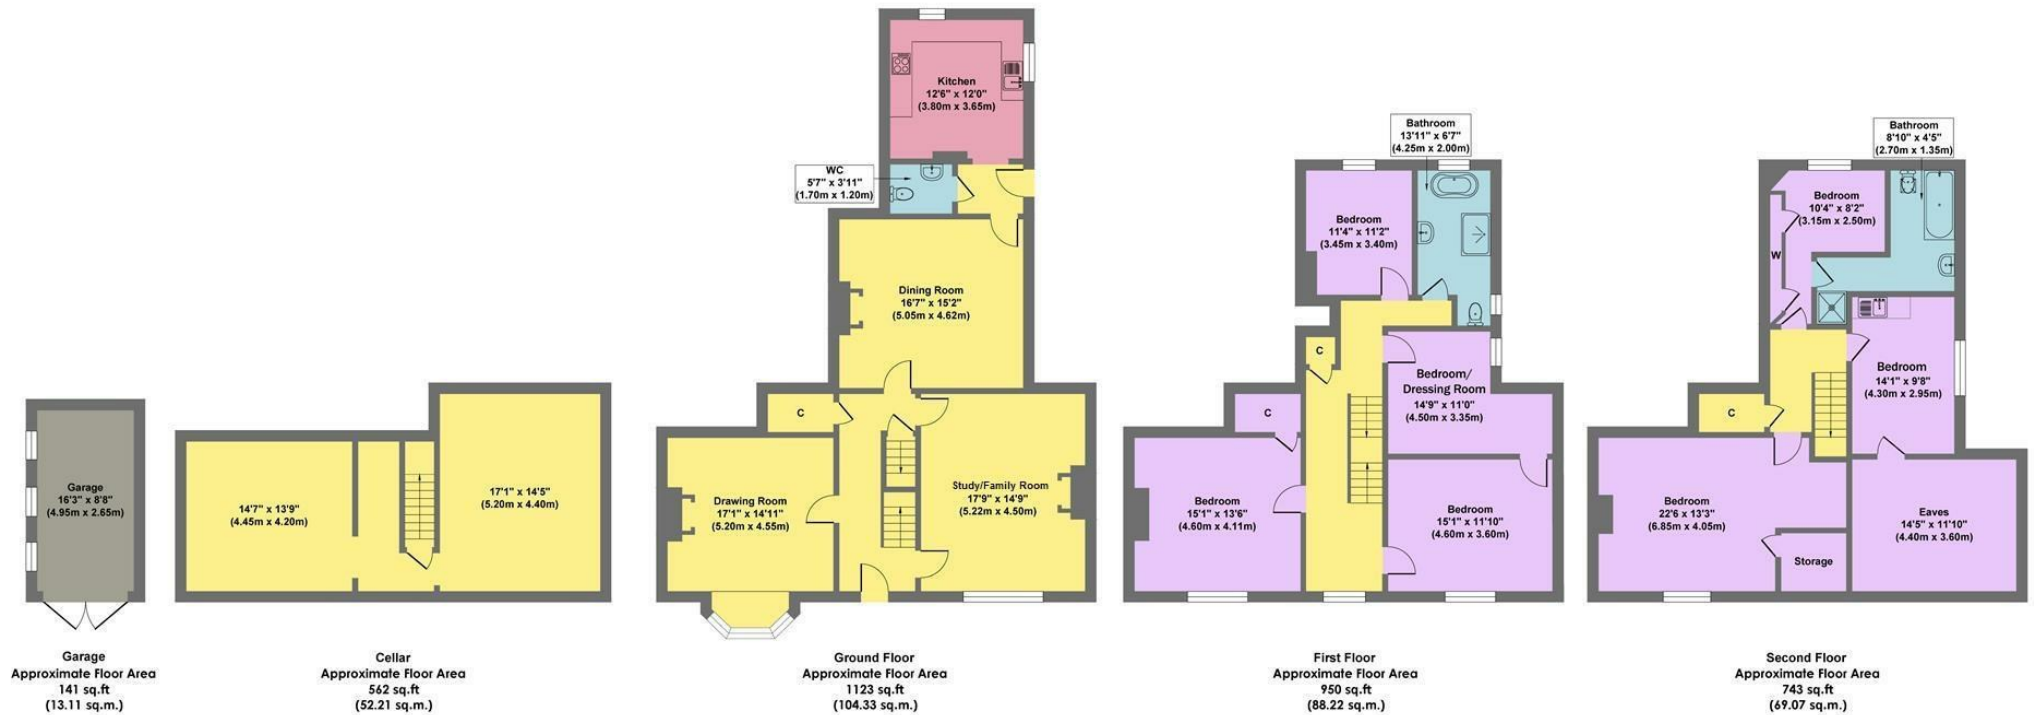 Garage
16'3" x 8'8"
(4.95m x 2.65m)
Garage
Approximate Floor Area
141 sq.ft
(13.11 sq.m.)
14'7" x 13'9"
(4.45m x 4.20m)
17'1" x 14'5"
(5.20m x 4.40m)
Cellar
Approximate Floor Area
562 sq.ft
(52.21 sq.m.)
Kitchen
12'6" x 12'0"
(3.80m x 3.65m)
WC
5'7" x 3'11"
(1.70m x 1.20m)
Dining Room
16'7" x 15'2"
(5.05m x 4.62m)
C
Drawing Room
17'1" x 14'11"
(5.20m x 4.55m)
Study/Family Room
17'9" x 14'9"
(5.22m x 4.50m)
Ground Floor
Approximate Floor Area
1123 sq.ft
(104.33 sq.m.)
Bathroom
13'11" x 6'7"
(4.25m x 2.00m)
Bedroom
11'4" x 11'2"
(3.45m x 3.40m)
C
Bedroom/
Dressing Room
14'9" x 11'0"
(4.50m x 3.35m)
C
Bedroom
15'1" x 13'6"
(4.60m x 4.11m)
Bedroom
15'1" x 11'10"
(4.60m x 3.60m)
First Floor
Approximate Floor Area
950 sq.ft
(88.22 sq.m.)
Bathroom
8'10" x 4'5"
(2.70m x 1.35m)
Bedroom
10'4" x 8'2"
(3.15m x 2.50m)
W
Bedroom
14'1" x 9'8"
(4.30m x 2.95m)
C
Bedroom
22'6 x 13'3"
(6.85m x 4.05m)
Storage
Eaves
14'5" x 11'10"
(4.40m x 3.60m)
Second Floor
Approximate Floor Area
743 sq.ft
(69.07 sq.m.)